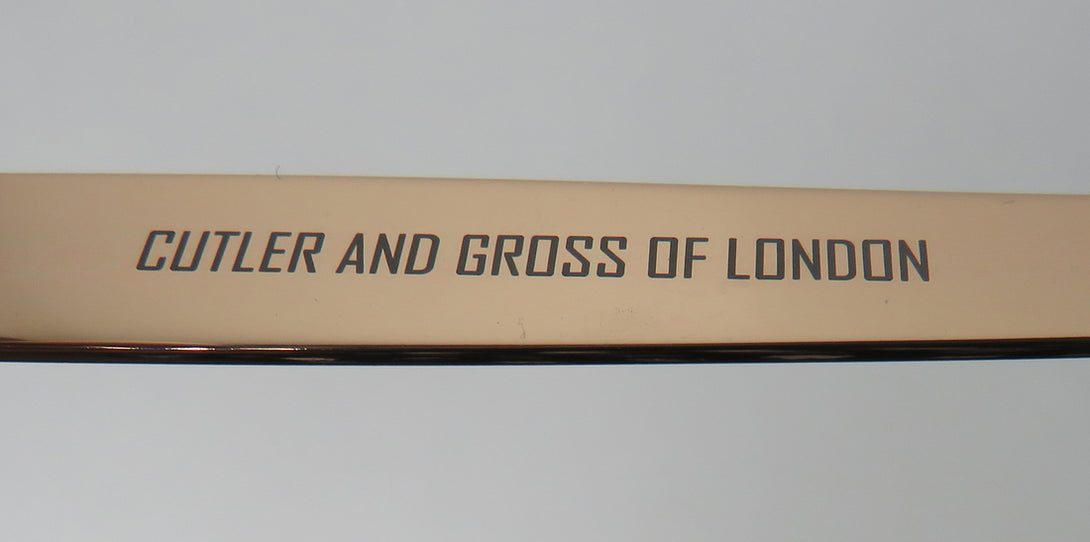 CUTLER AND GROSS OF LONDON